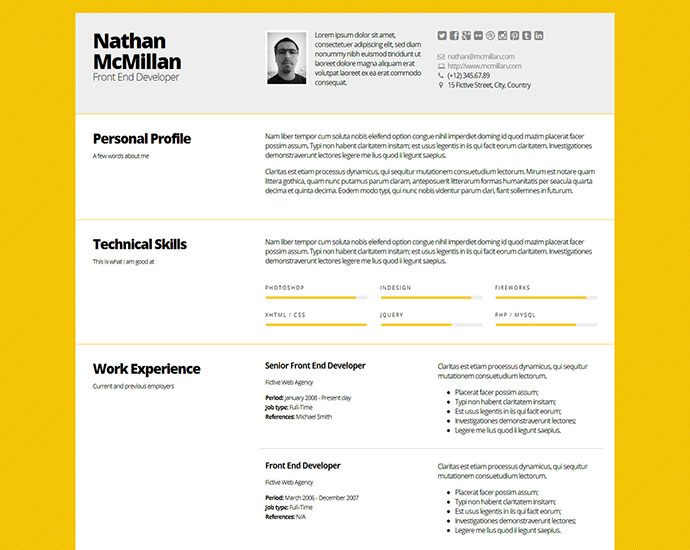 Nathan
McMillan
Front End Developer
Lorem ipsum dolor sit amet,
consectetuer adipiscing elit, sed diam
nonummy nibh euismod tincidunt ut
laoreet dolore magna aliquam erat
volutpat laoreet ex ea erat commodo
consequat.
nathan@mcmillan.com
http://www.mcmillan.com
(+12) 345.67.89
15 Fictive Street, City, Country
Personal Profile
A few words about me
Nam liber tempor cum soluta nobis eleifend option congue nihil imperdiet doming id quod mazim placerat facer
possim assum. Typi non habent claritatem insitam; est usus legentis in iis qui facit eorum claritatem. Investigationes
demonstraverunt lectores legere me lius quod ii legunt saepius.
Claritas est etiam processus dynamicus, qui sequitur mutationem consuetudium lectorum. Mirum est notare quam
littera gothica, quam nunc putamus parum claram, anteposuerit litterarum formas humanitatis per seacula quarta
decima et quinta decima. Eodem modo typi, qui nunc nobis videntur parum clari, fiant sollemnes in futurum.
Technical Skills
This is what I am good at
Nam liber tempor cum soluta nobis eleifend option congue nihil imperdiet doming id quod mazim placerat facer
possim assum. Typi non habent claritatem insitam; est usus legentis in iis qui facit eorum claritatem. Investigationes
demonstraverunt lectores legere me lius quod ii legunt saepius.
PHOTOSHOP
INDESIGN
FIREWORKS
XHTML / CSS
JQUERY
PHP / MYSQL
Work Experience
Current and previous employers
Senior Front End Developer
Fictive Web Agency
Period: January 2008 - Present day
Job type: Full-Time
References: Michael Smith
Claritas est etiam processus dynamicus, qui sequitur
mutationem consuetudium lectorum.
Placerat facer possim assum;
Typi non habent claritatem insitam;
Est usus legentis in iis qui facit eorum;
Investigationes demonstraverunt lectores;
Legere me lius quod ii legunt saepius.
Front End Developer
Fictive Web Agency
Period: March 2006 - December 2007
Job type: Full-Time
References: N/A
Claritas est etiam processus dynamicus, qui sequitur
mutationem consuetudium lectorum.
Placerat facer possim assum;
Typi non habent claritatem insitam;
Est usus legentis in iis qui facit eorum;
Investigationes demonstraverunt lectores;
Legere me lius quod ii legunt saepius.